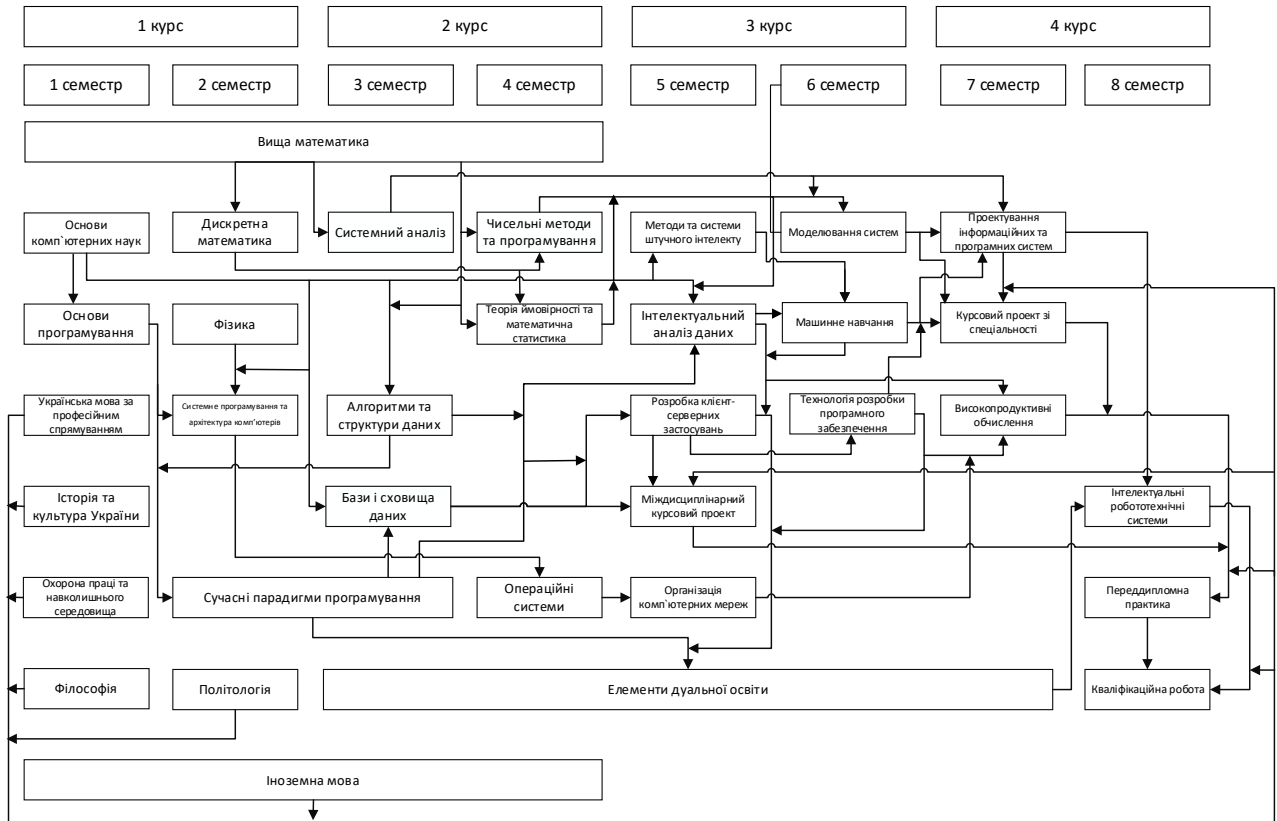 1 курс
2 курс
3 курс
4 курс
1 семестр
2 семестр
3 семестр
4 семестр
5 семестр
6 семестр
7 семестр
8 семестр
Вища математика
Основи
комп`ютерних наук
Дискретна
математика
Системний аналіз
Чисельні методи
та програмування
Методи та системи
штучного інтелекту
Моделювання систем
Проектування
інформаційних та
програмних систем
Основи
програмування
Фізика
Теорія ймовірності та
математична
статистика
Інтелектуальний
аналіз даних
Машинне навчання
Курсовий проект зі
спеціальності
Українська мова за
професійним
спрямуванням
Системне програмування та
архітектура комп’ютерів
Алгоритми та
структури даних
Розробка клієнт-
серверних
застосувань
Технологія розробки
програмного
забезпечення
Високопродуктивні
обчислення
Історія та
культура України
Бази і сховища
даних
Міждисциплінарний
курсовий проект
Інтелектуальні
робототехнічні
системи
Охорона праці та
навколишнього
середовища
Сучасні парадигми програмування
Операційні
системи
Організація
комп`ютерних мереж
Переддипломна
практика
Філософія
Політологія
Елементи дуальної освіти
Кваліфікаційна робота
Іноземна мова